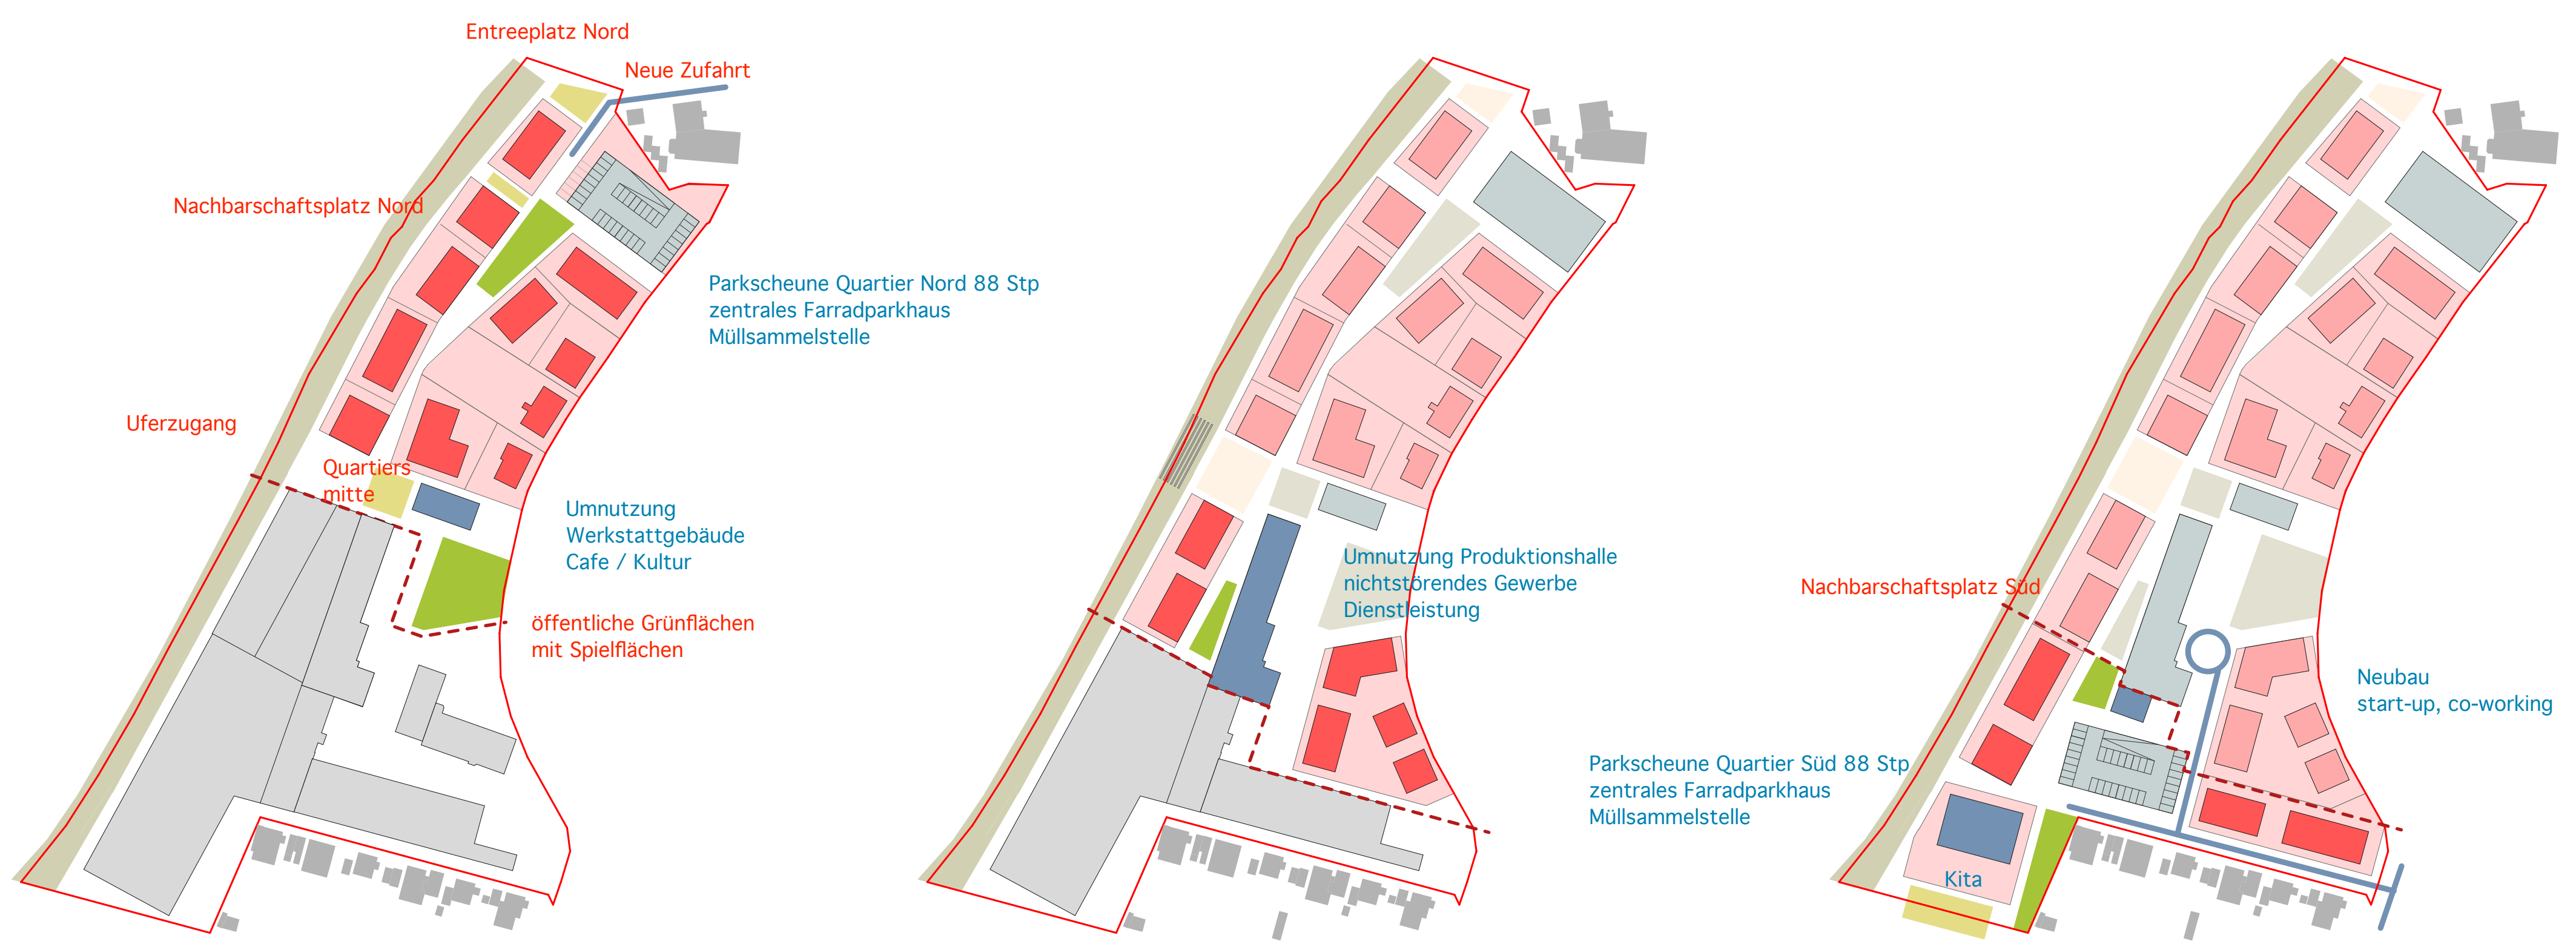 Entreeplatz Nord
Neue Zufahrt
Nachbarschaftsplatz Nord
Parkscheune Quartier Nord 88 Stp
zentrales Farradparkhaus
Müllsammelstelle
Uferzugang
Quartiers
mitte
Umnutzung
Werkstattgebäude
Cafe / Kultur
öffentliche Grünflächen
mit Spielflächen
Umnutzung Produktionshalle
nichtstörendes Gewerbe
Dienstleistung
Nachbarschaftsplatz Süd
Neubau
start-up, co-working
Parkscheune Quartier Süd 88 Stp
zentrales Farradparkhaus
Müllsammelstelle
Kita